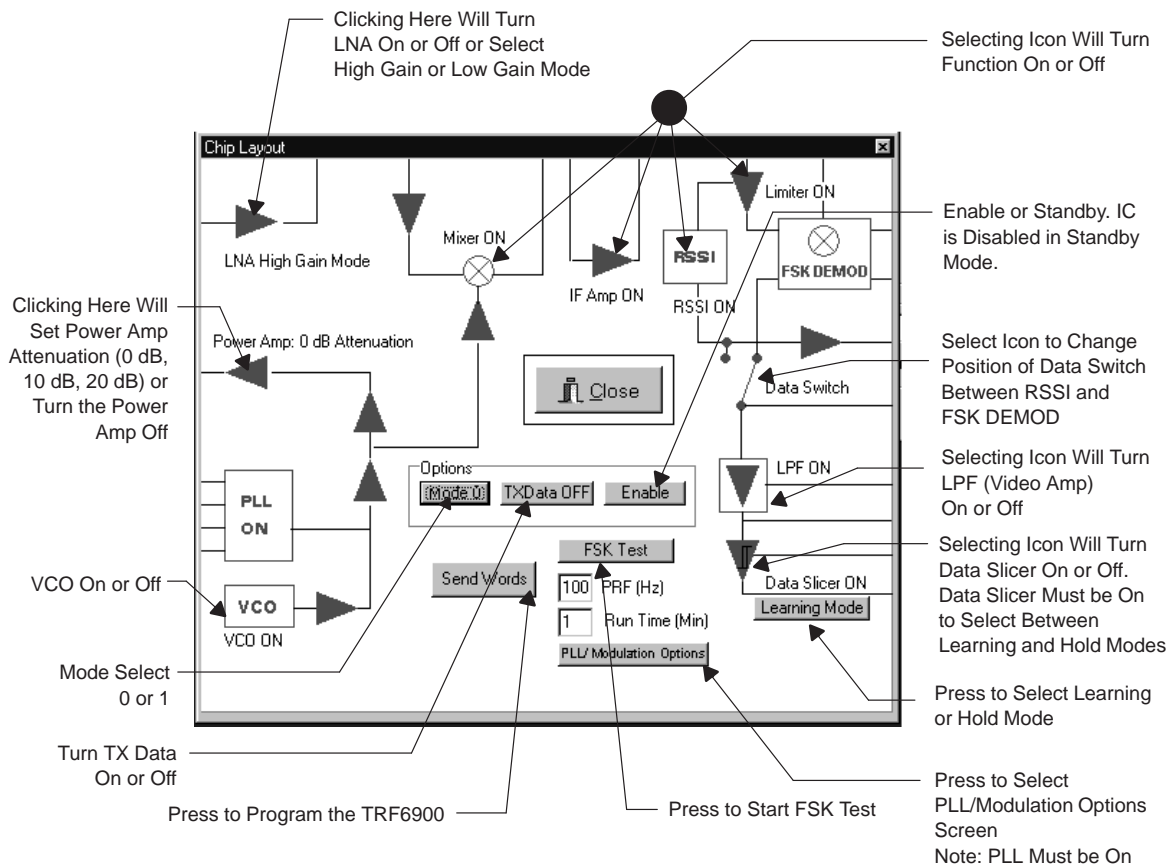 Clicking Here Will Turn
LNA On or Off or Select
High Gain or Low Gain Mode
Selecting Icon Will Turn
Function On or Off
Chip Layout
Limiter ON
LNA High Gain Mode
Mixer ON
IF Amp ON
RSSI
RSSI ON
FSK DEMOD
Enable or Standby. IC
is Disabled in Standby
Mode.
Clicking Here Will
Set Power Amp
Attenuation (0 dB,
10 dB, 20 dB) or
Turn the Power
Amp Off
Power Amp: 0 dB Attenuation
Close
Data Switch
Select Icon to Change
Position of Data Switch
Between RSSI and
FSK DEMOD
Options
Mode 0
TXData OFF
Enable
LPF ON
Selecting Icon Will Turn
LPF (Video Amp)
On or Off
PLL
ON
FSK Test
Send Words
100 PRF (Hz)
1 Run Time (Min)
PLL/ Modulation Options
Data Slicer ON
Learning Mode
Selecting Icon Will Turn
Data Slicer On or Off.
Data Slicer Must be On
to Select Between
Learning and Hold Modes
VCO On or Off
VCO
VCO ON
Mode Select
0 or 1
Press to Select Learning
or Hold Mode
Turn TX Data
On or Off
Press to Program the TRF6900
Press to Start FSK Test
Press to Select
PLL/Modulation Options
Screen
Note: PLL Must be On